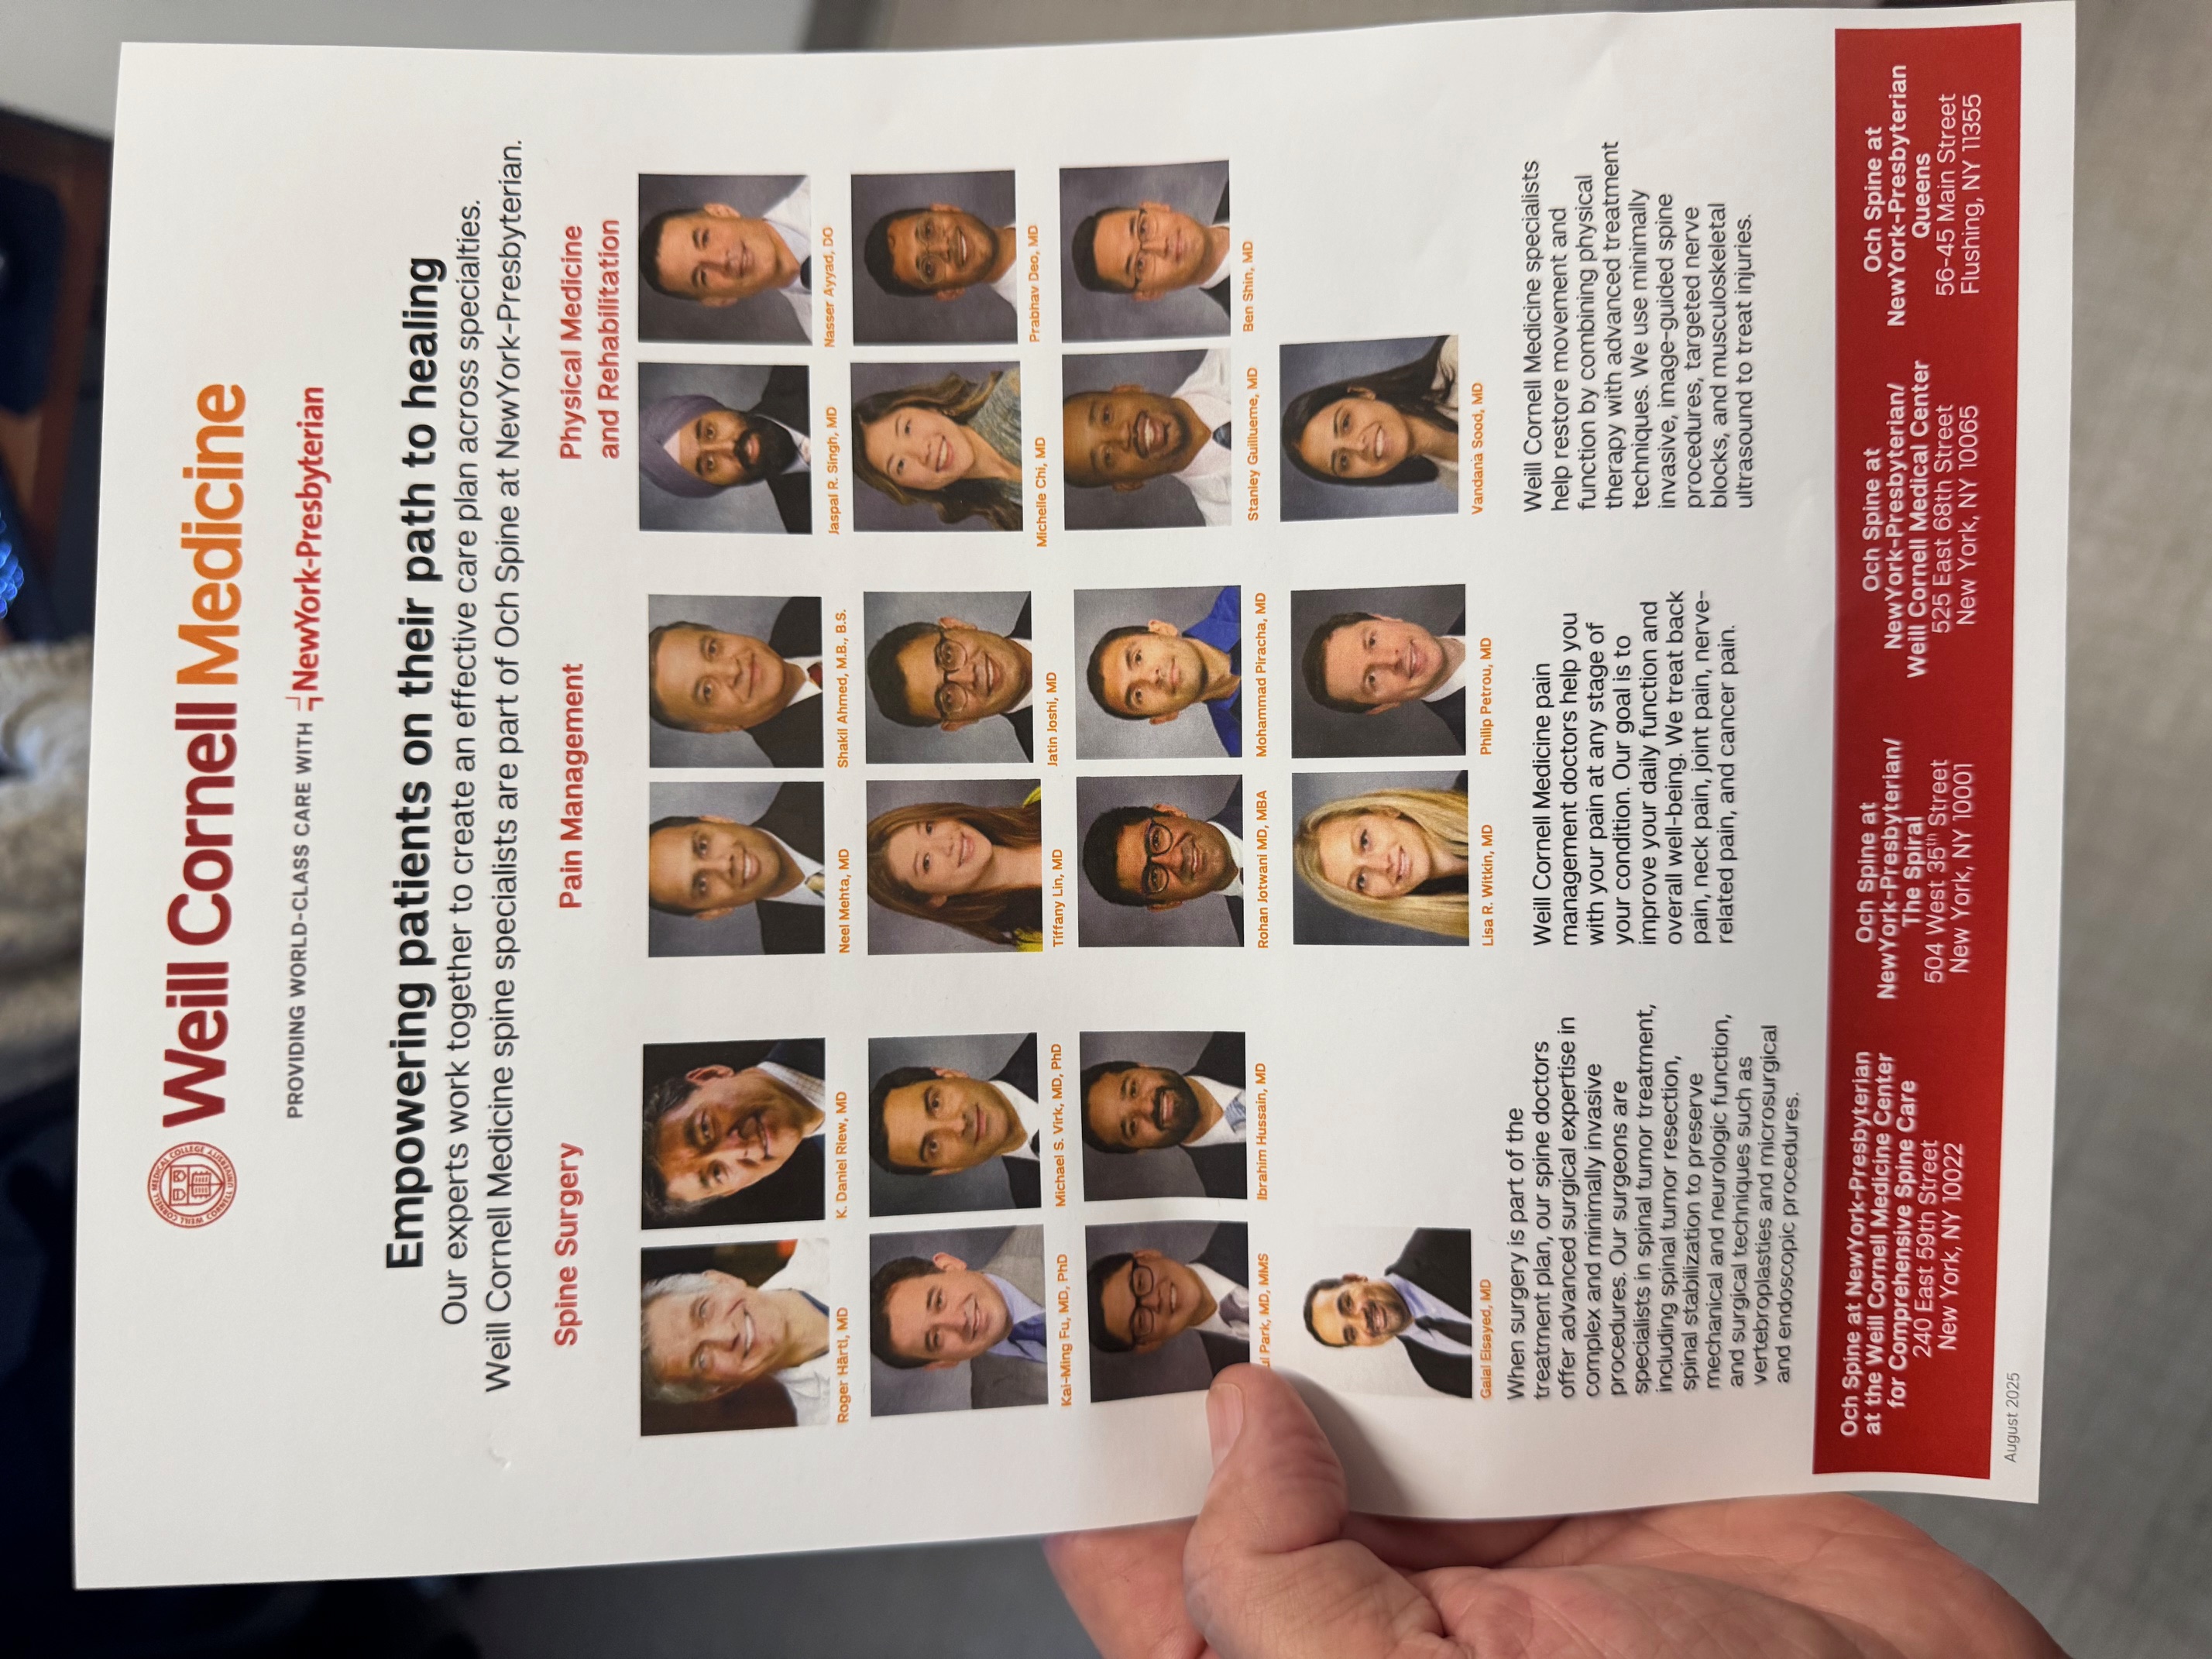 Weill Cornell Medicine
PROVIDING WORLD-CLASS CARE WITH NewYork-Presbyterian
Empowering patients on their path to healing
Our experts work together to create an effective care plan across specialties.
Weill Cornell Medicine spine specialists are part of Och Spine at NewYork-Presbyterian.
Spine Surgery
Roger Härtl, MD
K. Daniel Riew, MD
Kai-Ming Fu, MD, PhD
Michael S. Virk, MD, PhD
Park, MD, MMS
Ibrahim Hussain, MD
Galal Elsayed, MD
When surgery is part of the
treatment plan, our spine doctors
offer advanced surgical expertise in
complex and minimally invasive
procedures. Our surgeons are
specialists in spinal tumor treatment,
including spinal tumor resection,
spinal stabilization to preserve
mechanical and neurologic function,
and surgical techniques such as
vertebroplasties and microsurgical
and endoscopic procedures.
Pain Management
Neel Mehta, MD
Shakil Ahmed, M.B., B.S.
Tiffany Lin, MD
Jatin Joshi, MD
Rohan Jotwani MD, MBA
Mohammad Piracha, MD
Lisa R. Witkin, MD
Philip Petrou, MD
Weill Cornell Medicine pain
management doctors help you
with your pain at any stage of
your condition. Our goal is to
improve your daily function and
overall well-being. We treat back
pain, neck pain, joint pain, nerve-
related pain, and cancer pain.
Physical Medicine
and Rehabilitation
Jaspal R. Singh, MD
Nasser Ayyad, DO
Michelle Chi, MD
Prabhav Deo, MD
Stanley Guillueme, MD
Ben Shin, MD
Vandana Sood, MD
Weill Cornell Medicine specialists
help restore movement and
function by combining physical
therapy with advanced treatment
techniques. We use minimally
invasive, image-guided spine
procedures, targeted nerve
blocks, and musculoskeletal
ultrasound to treat injuries.
Och Spine at NewYork-Presbyterian
at the Weill Cornell Medicine Center
for Comprehensive Spine Care
240 East 59th Street
New York, NY 10022
Och Spine at
NewYork-Presbyterian/
The Spiral
504 West 35th Street
New York, NY 10001
Och Spine at
NewYork-Presbyterian/
Weill Cornell Medical Center
525 East 68th Street
New York, NY 10065
Och Spine at
NewYork-Presbyterian
Queens
56-45 Main Street
Flushing, NY 11355
August 2025